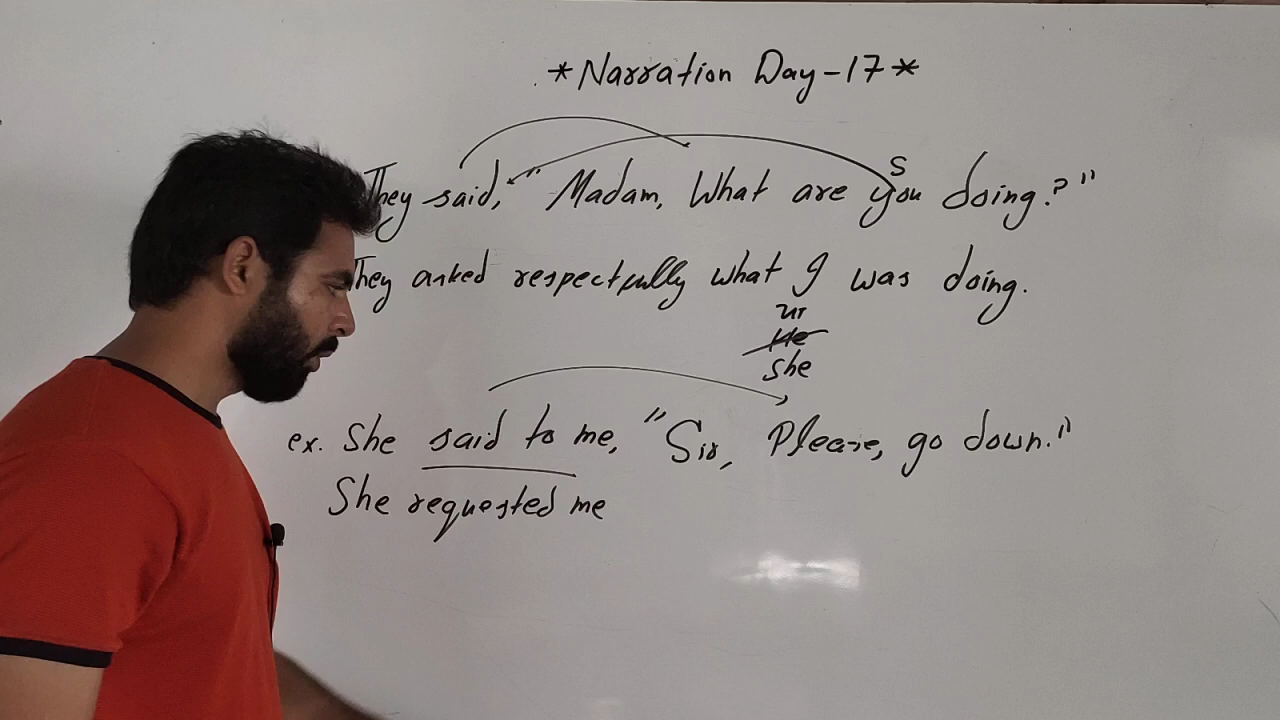 *Narration Day-17*
They said, "Madam, What are you doing?"
S
They asked respectfully what I was doing.
He
she
ex. She said to me, "Sir, Please, go down."
She requested me